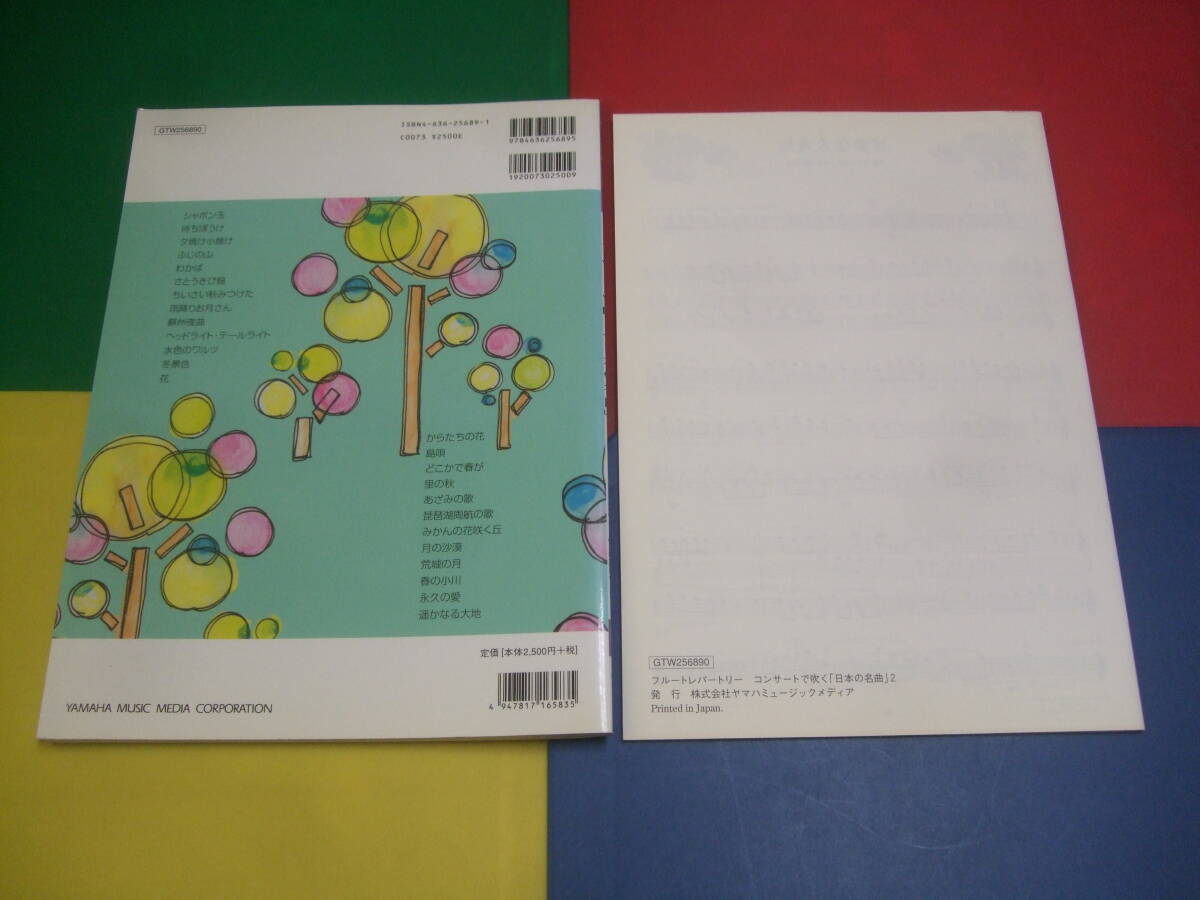 GTW256890
ISBN4-636-25689-1
C0073 ¥2500E
9784636256895
1920073025009
シャボン玉
待ちぼうけ
夕焼け小焼け
ふじの山
わかば
さとうきび畑
ちいさい秋みつけた
雨降りお月さん
蘇州夜曲
ヘッドライト・テールライト
水色のワルツ
冬景色
花
からたちの花
島唄
どこかで春が
里の秋
あざみの歌
琵琶湖周航の歌
みかんの花咲く丘
月の沙漠
荒城の月
春の小川
永久の愛
遥かなる大地
定価[本体2,500円+税]
4 947817 165835
YAMAHA MUSIC MEDIA CORPORATION
GTW256890
フルートレパートリー コンサートで吹く「日本の名曲」2
発 行 株式会社ヤマハミュージックメディア
Printed in Japan.